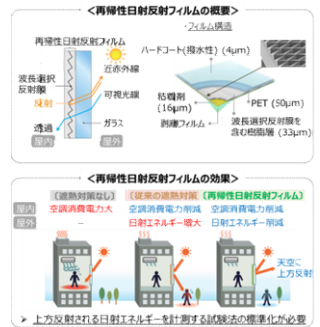 ＜再帰性日射反射フィルムの概要＞
・フィルム構造
再帰性日射反射フィルム
ハードコート(撥水性) (4μm)
近赤外線
波長選択
反射膜
可視光線
反射
粘着剤
(16μm)
PET (50μm)
ガラス
透過
剥離フィルム
波長選択反射膜を
含む樹脂層 (33μm)
屋内
屋外
＜再帰性日射反射フィルムの効果＞
〔遮熱対策なし〕
〔従来の遮熱対策〕
〔再帰性日射反射フィルム〕
屋内
空調消費電力大
空調消費電力削減
空調消費電力削減
屋外
－
日射エネルギー増大
日射エネルギー削減
天空に
上方反射
➢ 上方反射される日射エネルギーを計測する試験法の標準化が必要